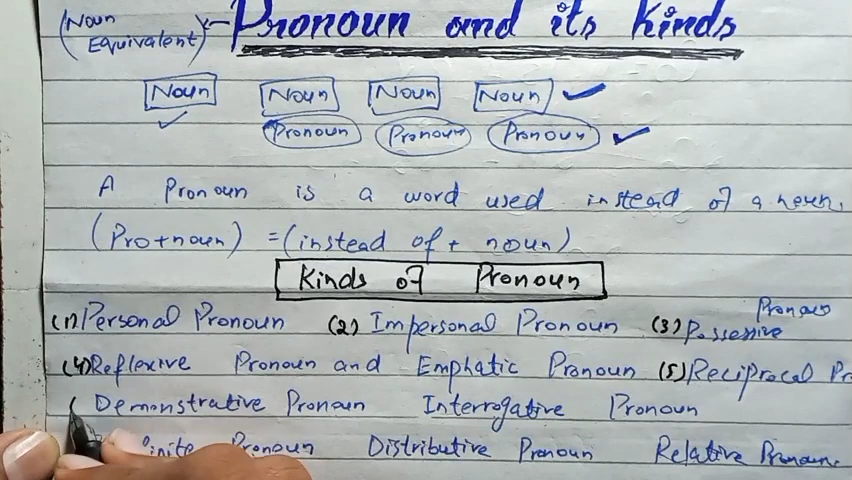 (Noun Equivalent) Pronoun and its Kinds
Noun Noun Noun Noun
Pronoun Pronoun Pronoun
A Pronoun is a word used instead of a noun.
(Pro+noun) = (instead of + noun)
Kinds of Pronoun
(1) Personal Pronoun (2) Impersonal Pronoun (3) Possessive Pronoun
(4) Reflexive Pronoun and Emphatic Pronoun (5) Reciprocal Pr
( Demonstrative Pronoun Interrogative Pronoun
inite Pronoun Distributive Pronoun Relative Pronoun.